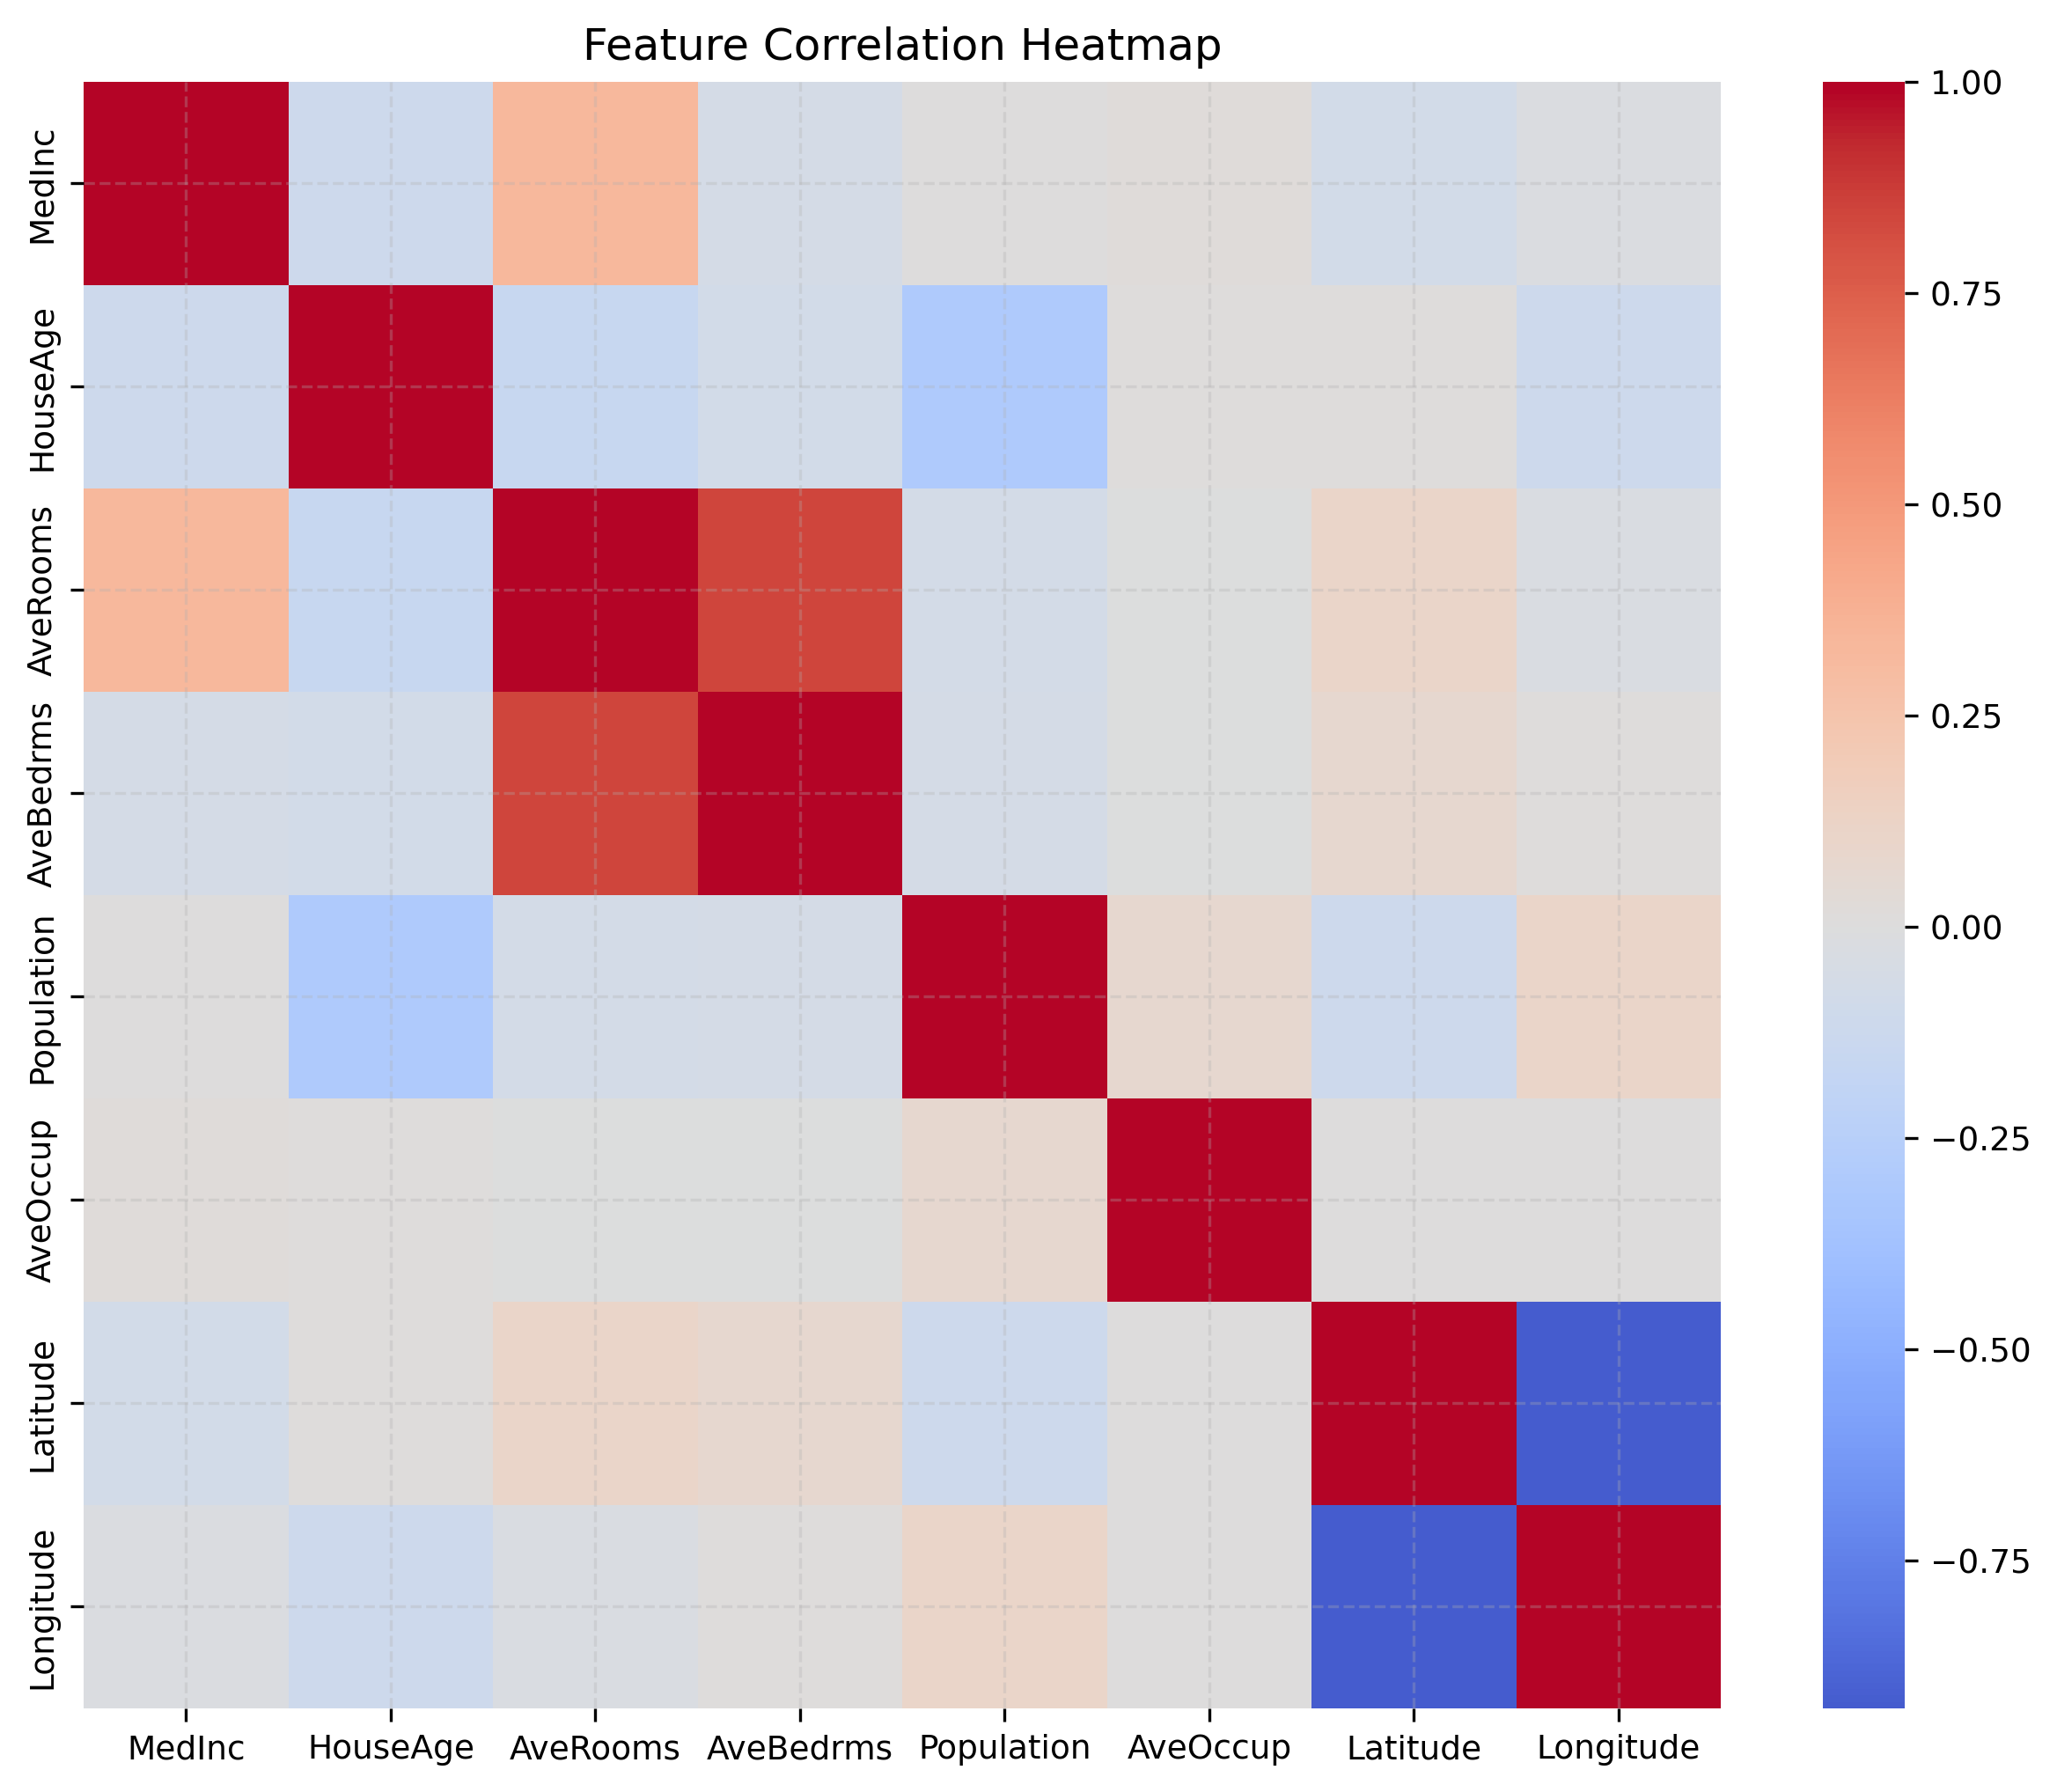 Feature Correlation Heatmap
MedInc
HouseAge
AveRooms
AveBedrms
Population
AveOccup
Latitude
Longitude
MedInc HouseAge AveRooms AveBedrms Population AveOccup Latitude Longitude
1.00
0.75
0.50
0.25
0.00
−0.25
−0.50
−0.75